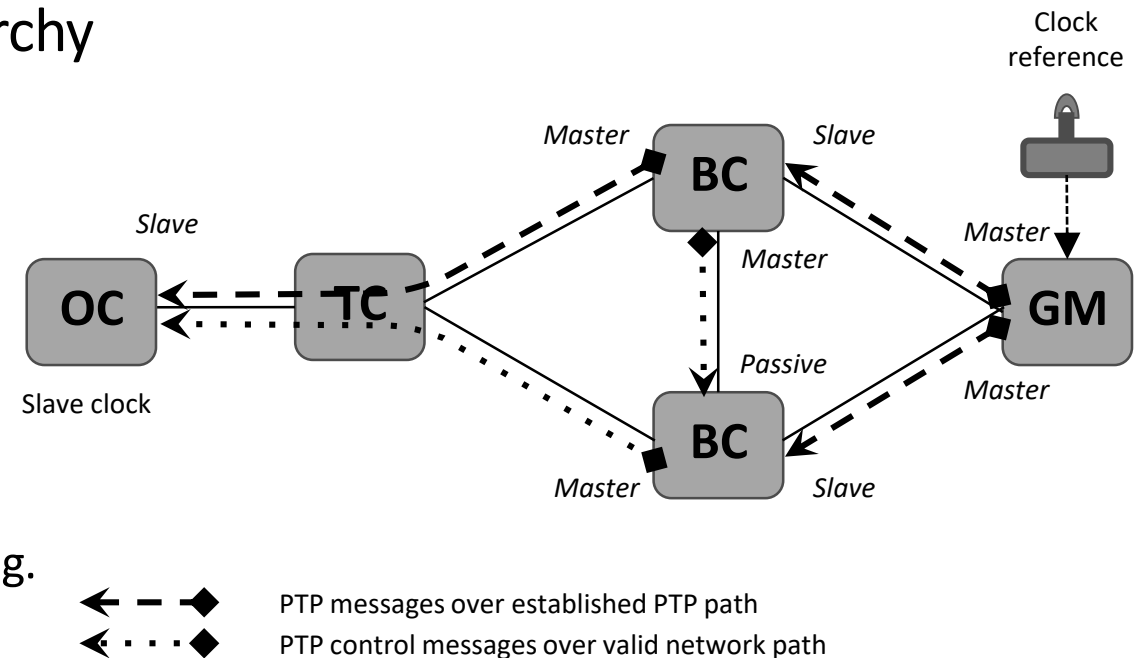 rchy
Clock
reference
Master
BC
Slave
Slave
Master
Master
OC
TC
GM
Passive
Slave clock
Master
BC
Master
Slave
g.
PTP messages over established PTP path
PTP control messages over valid network path